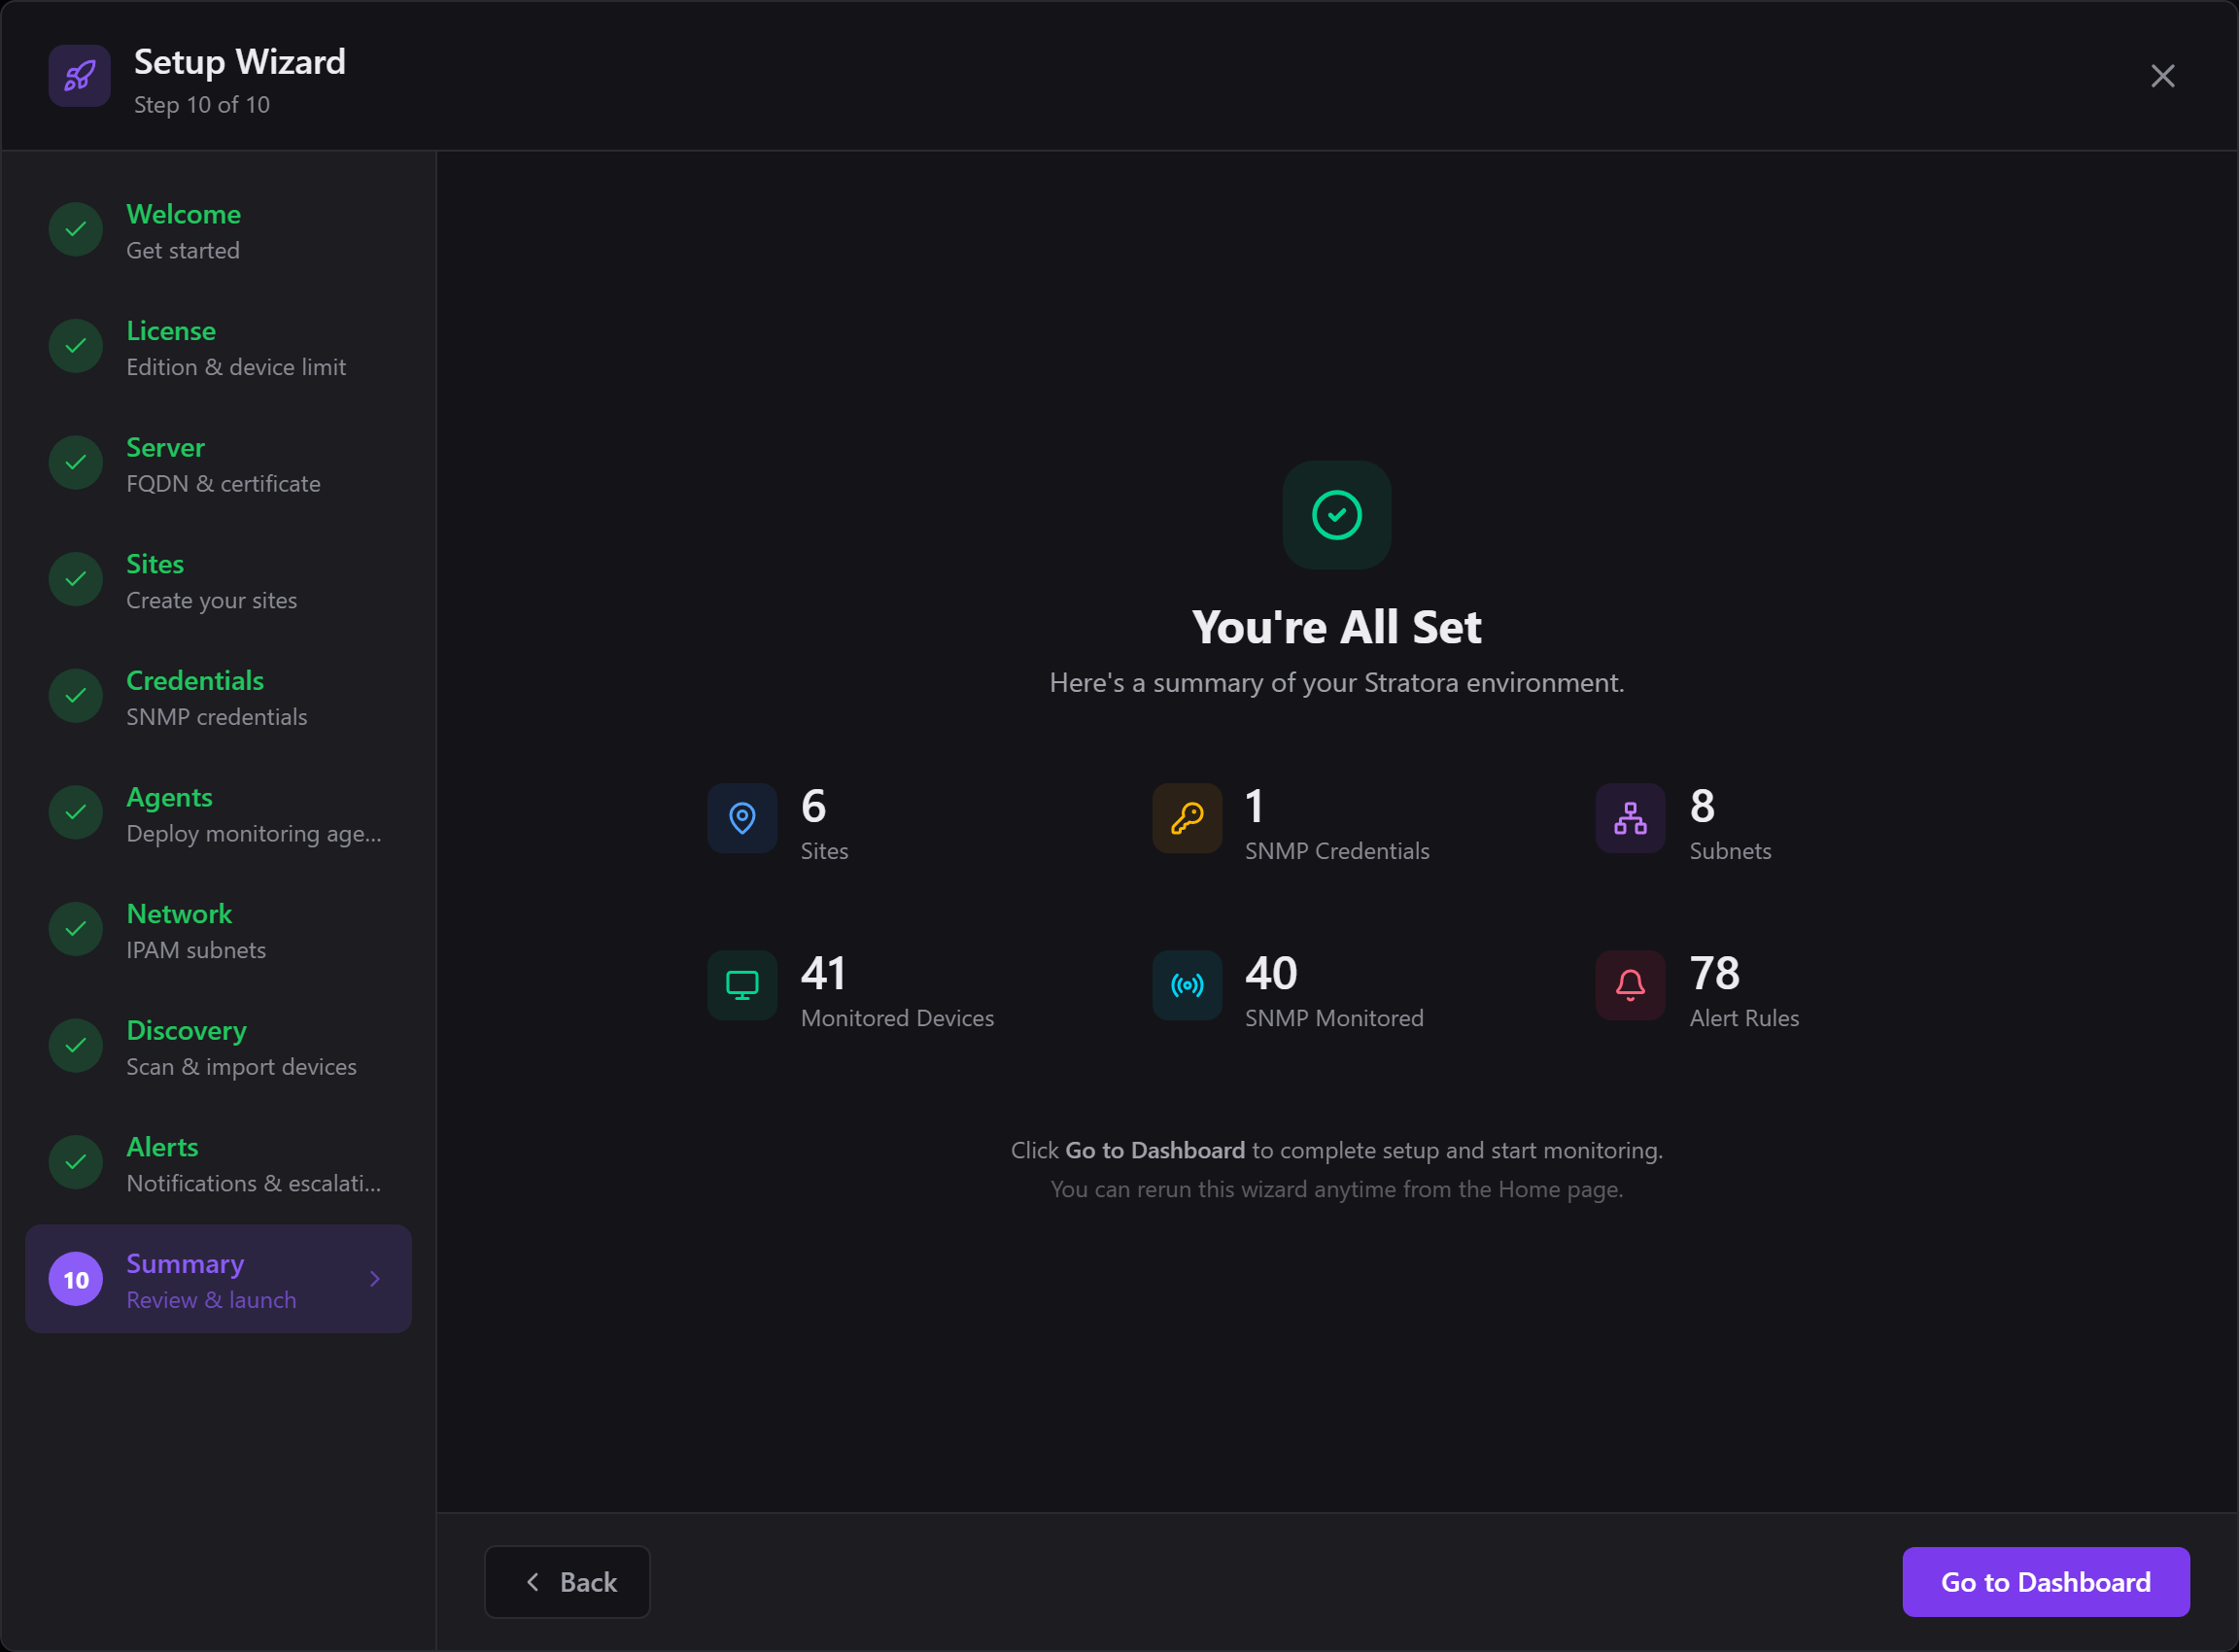 Setup Wizard
Step 10 of 10
Welcome
Get started
License
Edition & device limit
Server
FQDN & certificate
Sites
Create your sites
Credentials
SNMP credentials
Agents
Deploy monitoring age...
Network
IPAM subnets
Discovery
Scan & import devices
Alerts
Notifications & escalati...
10
Summary
Review & launch
You're All Set
Here's a summary of your Stratora environment.
6
Sites
1
SNMP Credentials
8
Subnets
41
Monitored Devices
40
SNMP Monitored
78
Alert Rules
Click Go to Dashboard to complete setup and start monitoring.
You can rerun this wizard anytime from the Home page.
Back
Go to Dashboard